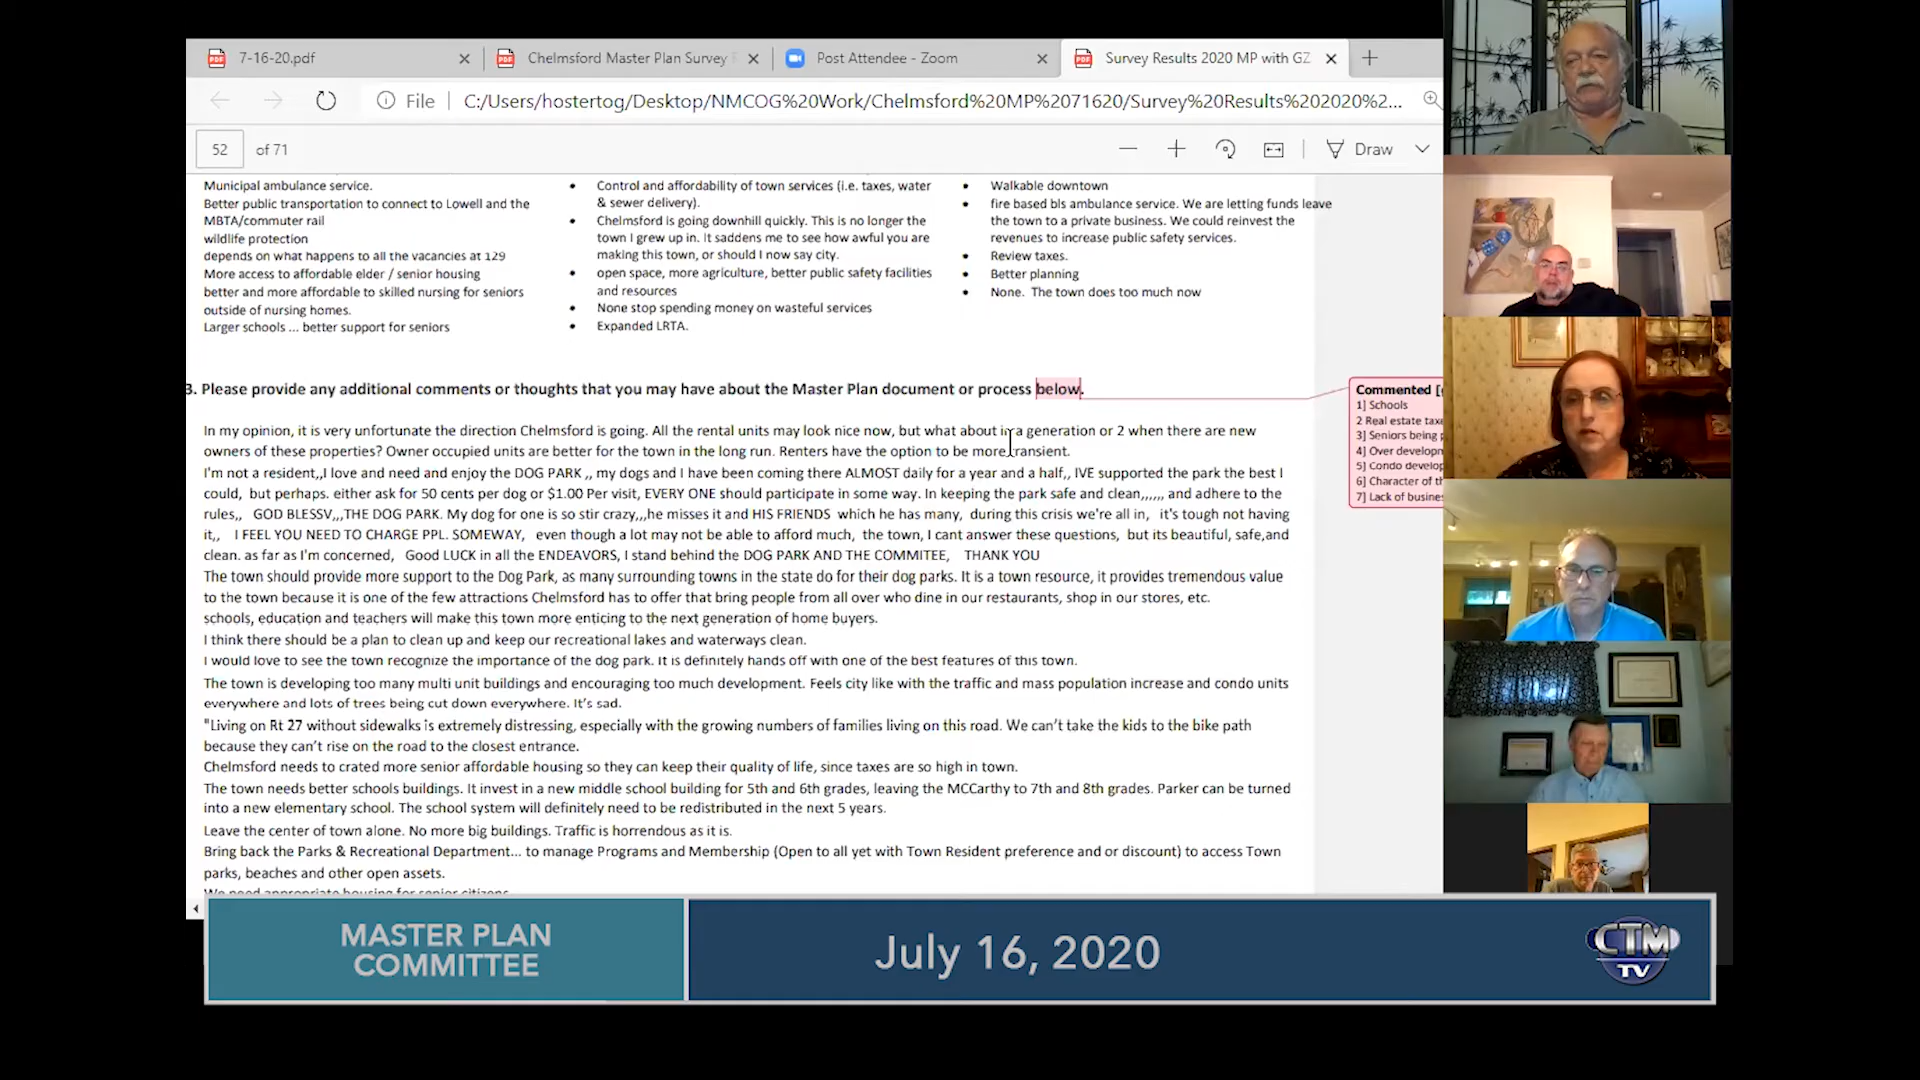 7-16-20.pdf
Chelmsford Master Plan Survey
Post Attendee - Zoom
Survey Results 2020 MP with GZ
File
C:/Users/hostertog/Desktop/NMCOG%20Work/Chelmsford%20MP%2071620/Survey%20Results%202020%2...
52 of 71
Draw
Municipal ambulance service.
Better public transportation to connect to Lowell and the
MBTA/commuter rail
wildlife protection
depends on what happens to all the vacancies at 129
More access to affordable elder / senior housing
better and more affordable to skilled nursing for seniors
outside of nursing homes.
Larger schools ... better support for seniors
• Control and affordability of town services (i.e. taxes, water
& sewer delivery).
• Chelmsford is going downhill quickly. This is no longer the
town I grew up in. It saddens me to see how awful you are
making this town, or should I now say city.
• open space, more agriculture, better public safety facilities
and resources
• None stop spending money on wasteful services
• Expanded LRTA.
• Walkable downtown
• fire based bls ambulance service. We are letting funds leave
the town to a private business. We could reinvest the
revenues to increase public safety services.
• Review taxes.
• Better planning
• None. The town does too much now
3. Please provide any additional comments or thoughts that you may have about the Master Plan document or process below.
In my opinion, it is very unfortunate the direction Chelmsford is going. All the rental units may look nice now, but what about in a generation or 2 when there are new
owners of these properties? Owner occupied units are better for the town in the long run. Renters have the option to be more transient.
I'm not a resident,,I love and need and enjoy the DOG PARK ,, my dogs and I have been coming there ALMOST daily for a year and a half,, IVE supported the park the best I
could, but perhaps. either ask for 50 cents per dog or $1.00 Per visit, EVERY ONE should participate in some way. In keeping the park safe and clean,,,,,, and adhere to the
rules,, GOD BLESSV,,,THE DOG PARK. My dog for one is so stir crazy,,,he misses it and HIS FRIENDS which he has many, during this crisis we're all in, it's tough not having
it,, I FEEL YOU NEED TO CHARGE PPL. SOMEWAY, even though a lot may not be able to afford much, the town, I cant answer these questions, but its beautiful, safe,and
clean. as far as I'm concerned, Good LUCK in all the ENDEAVORS, I stand behind the DOG PARK AND THE COMMITEE, THANK YOU
The town should provide more support to the Dog Park, as many surrounding towns in the state do for their dog parks. It is a town resource, it provides tremendous value
to the town because it is one of the few attractions Chelmsford has to offer that bring people from all over who dine in our restaurants, shop in our stores, etc.
schools, education and teachers will make this town more enticing to the next generation of home buyers.
I think there should be a plan to clean up and keep our recreational lakes and waterways clean.
I would love to see the town recognize the importance of the dog park. It is definitely hands off with one of the best features of this town.
The town is developing too many multi unit buildings and encouraging too much development. Feels city like with the traffic and mass population increase and condo units
everywhere and lots of trees being cut down everywhere. It's sad.
"Living on Rt 27 without sidewalks is extremely distressing, especially with the growing numbers of families living on this road. We can't take the kids to the bike path
because they can't rise on the road to the closest entrance.
Chelmsford needs to crated more senior affordable housing so they can keep their quality of life, since taxes are so high in town.
The town needs better schools buildings. It invest in a new middle school building for 5th and 6th grades, leaving the MCCarthy to 7th and 8th grades. Parker can be turned
into a new elementary school. The school system will definitely need to be redistributed in the next 5 years.
Leave the center of town alone. No more big buildings. Traffic is horrendous as it is.
Bring back the Parks & Recreational Department... to manage Programs and Membership (Open to all yet with Town Resident preference and or discount) to access Town
parks, beaches and other open assets.
We need appropriate housing for senior citizens
Commented [
1] Schools
2 Real estate tax
3] Seniors being
4] Over develop
5] Condo develop
6] Character of t
7] Lack of busine
MASTER PLAN
COMMITTEE
July 16, 2020
CTM
TV